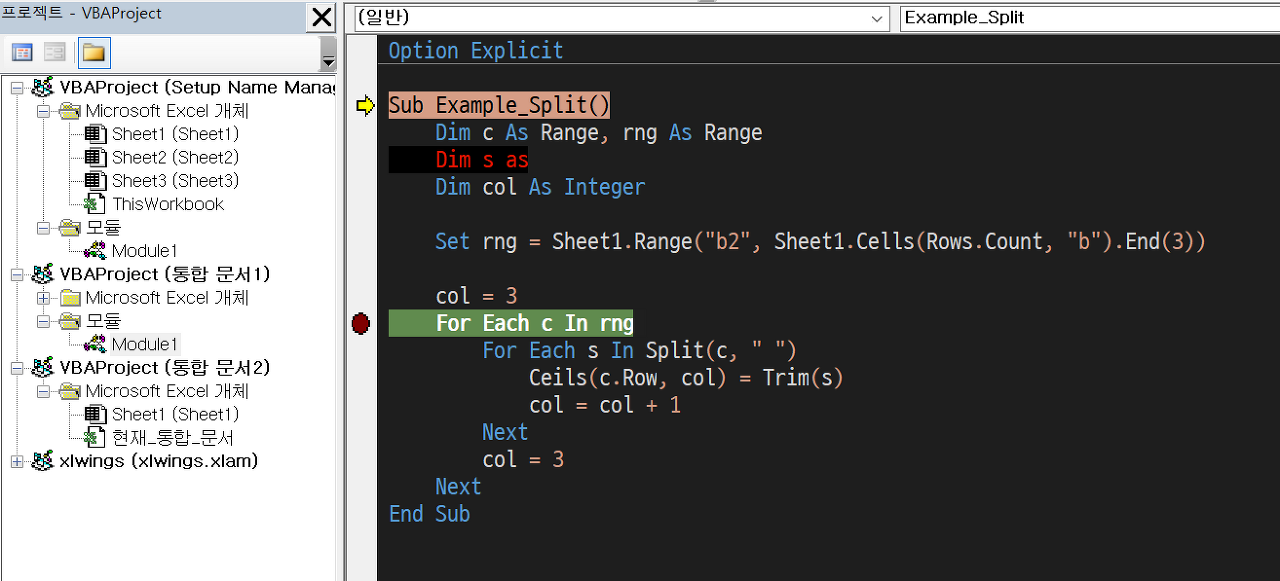 프로젝트 - VBAProject
VBAProject (Setup Name Mana
Microsoft Excel 개체
Sheet1 (Sheet1)
Sheet2 (Sheet2)
Sheet3 (Sheet3)
ThisWorkbook
모듈
Module1
VBAProject (통합 문서1)
Microsoft Excel 개체
모듈
Module1
VBAProject (통합 문서2)
Microsoft Excel 개체
Sheet1 (Sheet1)
현재_통합_문서
xlwings (xlwings.xlam)
(일반)
Example_Split
Option Explicit
Sub Example_Split()
Dim c As Range, rng As Range
Dim s as
Dim col As Integer
Set rng = Sheet1.Range("b2", Sheet1.Cells(Rows.Count, "b").End(3))
col = 3
For Each c In rng
For Each s In Split(c, " ")
Ceils(c.Row, col) = Trim(s)
col = col + 1
Next
col = 3
Next
End Sub